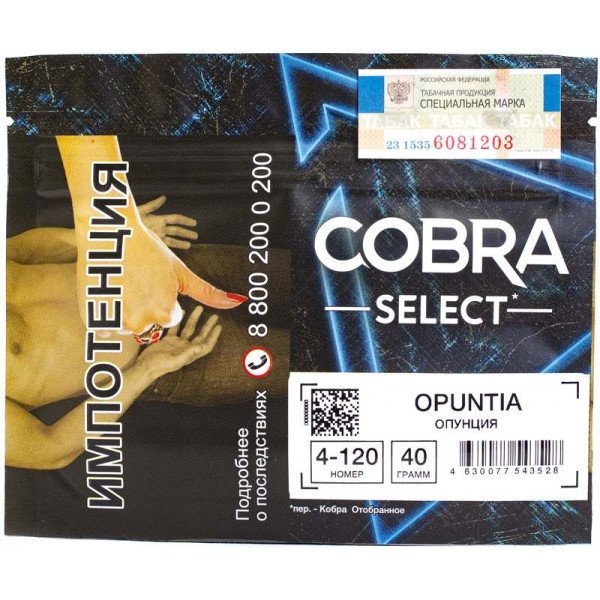 РОССИЙСКАЯ ФЕДЕРАЦИЯ
ТАБАЧНАЯ ПРОДУКЦИЯ
СПЕЦИАЛЬНАЯ МАРКА
ТАБАК ТАБАК ТАБАК
23 1535 6081203
ИМПОТЕНЦИЯ
Подробнее
о последствиях 8 800 200 0 200
COBRA
SELECT*
OPUNTIA
ОПУНЦИЯ
4-120
НОМЕР
40
ГРАММ
4 630077 543528
*пер. - Кобра Отобранное